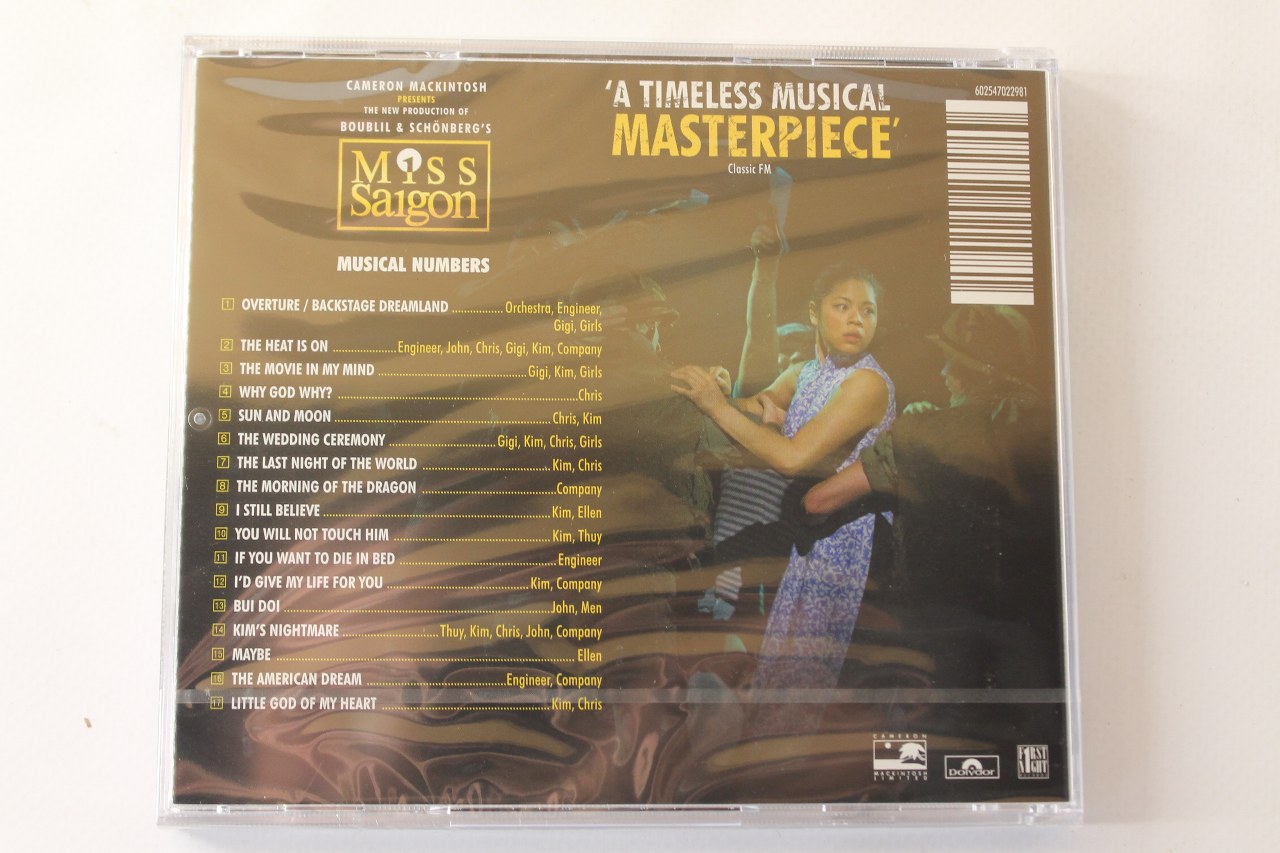 CAMERON MACKINTOSH
PRESENTS
THE NEW PRODUCTION OF
BOUBLIL & SCHÖNBERG'S
Miss
Saigon
MUSICAL NUMBERS
1 OVERTURE / BACKSTAGE DREAMLAND ............... Orchestra, Engineer,
Gigi, Girls
2 THE HEAT IS ON ................... Engineer, John, Chris, Gigi, Kim, Company
3 THE MOVIE IN MY MIND ............................................. Gigi, Kim, Girls
4 WHY GOD WHY? ....................................................................... Chris
5 SUN AND MOON ................................................................. Chris, Kim
6 THE WEDDING CEREMONY ................................ Gigi, Kim, Chris, Girls
7 THE LAST NIGHT OF THE WORLD ....................................... Kim, Chris
8 THE MORNING OF THE DRAGON ........................................ Company
9 I STILL BELIEVE .................................................................... Kim, Ellen
10 YOU WILL NOT TOUCH HIM ............................................... Kim, Thuy
11 IF YOU WANT TO DIE IN BED ............................................... Engineer
12 I'D GIVE MY LIFE FOR YOU .......................................... Kim, Company
13 BUI DOI ............................................................................... John, Men
14 KIM'S NIGHTMARE ............................ Thuy, Kim, Chris, John, Company
15 MAYBE ......................................................................................... Ellen
16 THE AMERICAN DREAM ......................................... Engineer, Company
17 LITTLE GOD OF MY HEART .................................................. Kim, Chris
'A TIMELESS MUSICAL
MASTERPIECE'
Classic FM
602547022981
CAMERON
MACKINTOSH
LIMITED
Polydor
FIRST
NIGHT
RECORDS